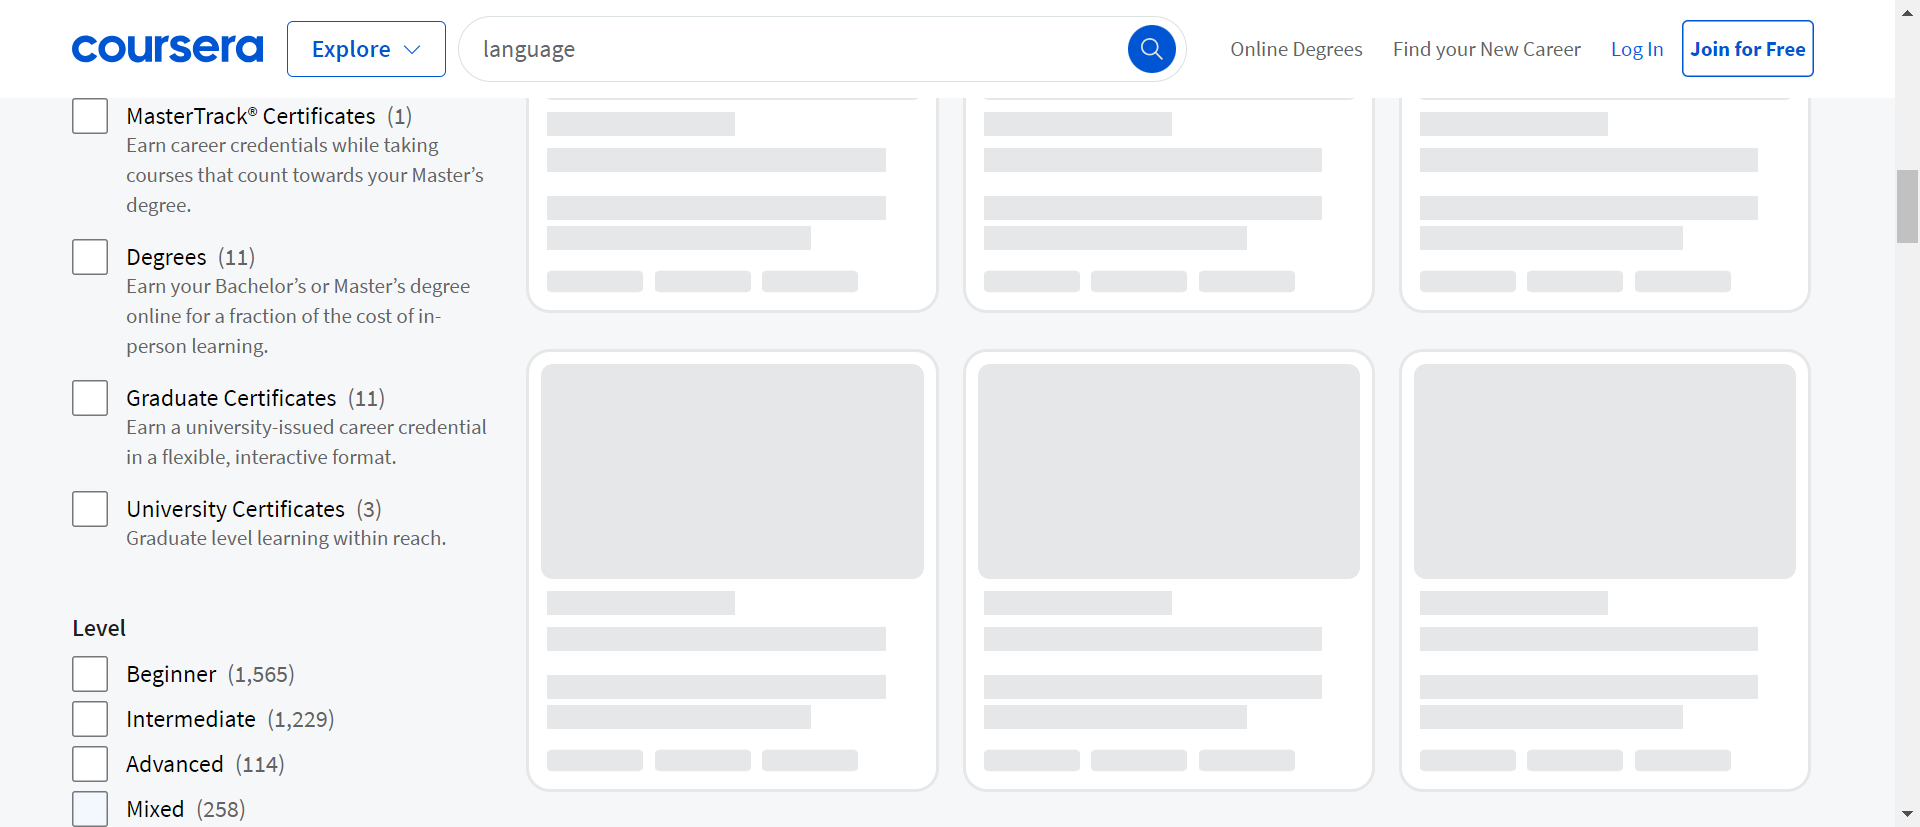 coursera
Explore
language
Online Degrees
Find your New Career
Log In
Join for Free
MasterTrack® Certificates (1)
Earn career credentials while taking
courses that count towards your Master’s
degree.
Degrees (11)
Earn your Bachelor’s or Master’s degree
online for a fraction of the cost of in-
person learning.
Graduate Certificates (11)
Earn a university-issued career credential
in a flexible, interactive format.
University Certificates (3)
Graduate level learning within reach.
Level
Beginner (1,565)
Intermediate (1,229)
Advanced (114)
Mixed (258)